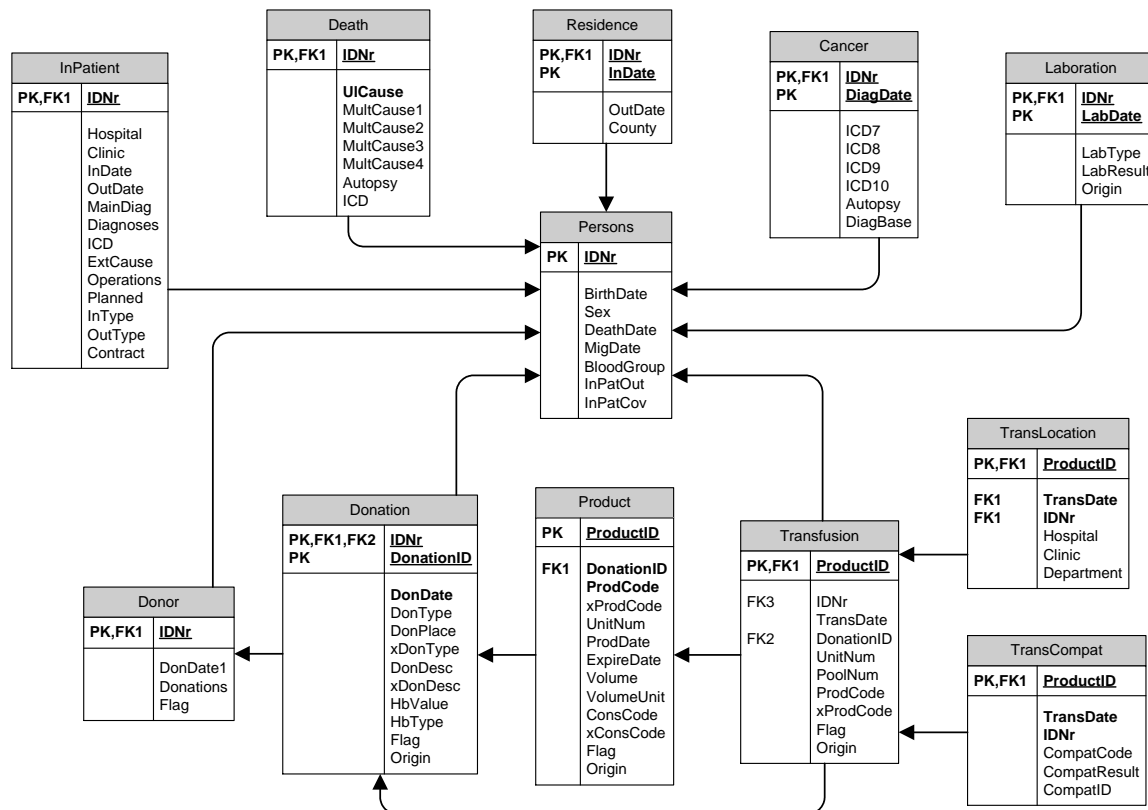 InPatient
PK,FK1 IDNr
Hospital
Clinic
InDate
OutDate
MainDiag
Diagnoses
ICD
ExtCause
Operations
Planned
InType
OutType
Contract
Death
PK,FK1 IDNr
UlCause
MultCause1
MultCause2
MultCause3
MultCause4
Autopsy
ICD
Residence
PK,FK1 IDNr
PK InDate
OutDate
County
Cancer
PK,FK1 IDNr
PK DiagDate
ICD7
ICD8
ICD9
ICD10
Autopsy
DiagBase
Laboration
PK,FK1 IDNr
PK LabDate
LabType
LabResult
Origin
Persons
PK IDNr
BirthDate
Sex
DeathDate
MigDate
BloodGroup
InPatOut
InPatCov
Donor
PK,FK1 IDNr
DonDate1
Donations
Flag
Donation
PK,FK1,FK2 IDNr
PK DonationID
DonDate
DonType
DonPlace
xDonType
DonDesc
xDonDesc
HbValue
HbType
Flag
Origin
Product
PK ProductID
FK1 DonationID
ProdCode
xProdCode
UnitNum
ProdDate
ExpireDate
Volume
VolumeUnit
ConsCode
xConsCode
Flag
Origin
Transfusion
PK,FK1 ProductID
FK3 IDNr
TransDate
FK2 DonationID
UnitNum
PoolNum
ProdCode
xProdCode
Flag
Origin
TransLocation
PK,FK1 ProductID
FK1 TransDate
FK1 IDNr
Hospital
Clinic
Department
TransCompat
PK,FK1 ProductID
TransDate
IDNr
CompatCode
CompatResult
CompatID